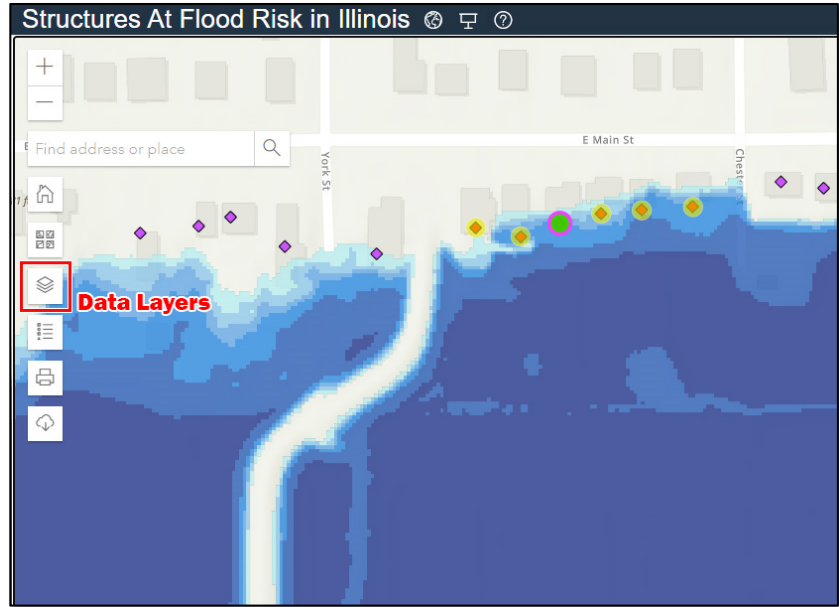 Structures At Flood Risk in Illinois
Find address or place
E Main St
York St
Data Layers